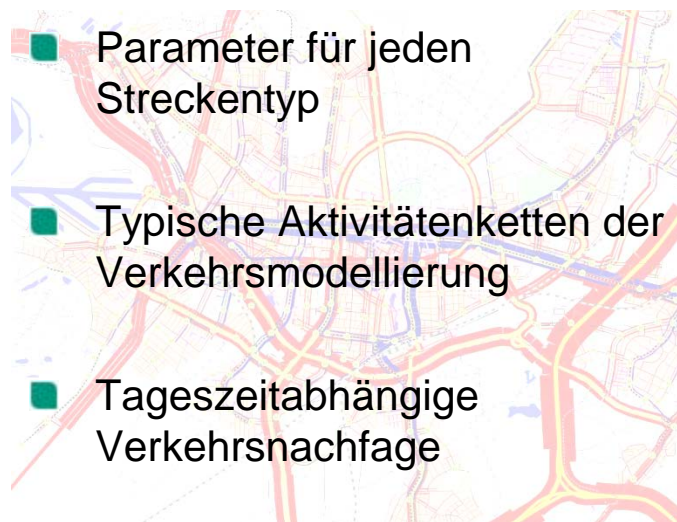 Parameter für jeden
Streckentyp
Typische Aktivitätenketten der
Verkehrsmodellierung
Tageszeitabhängige
Verkehrsnachfage